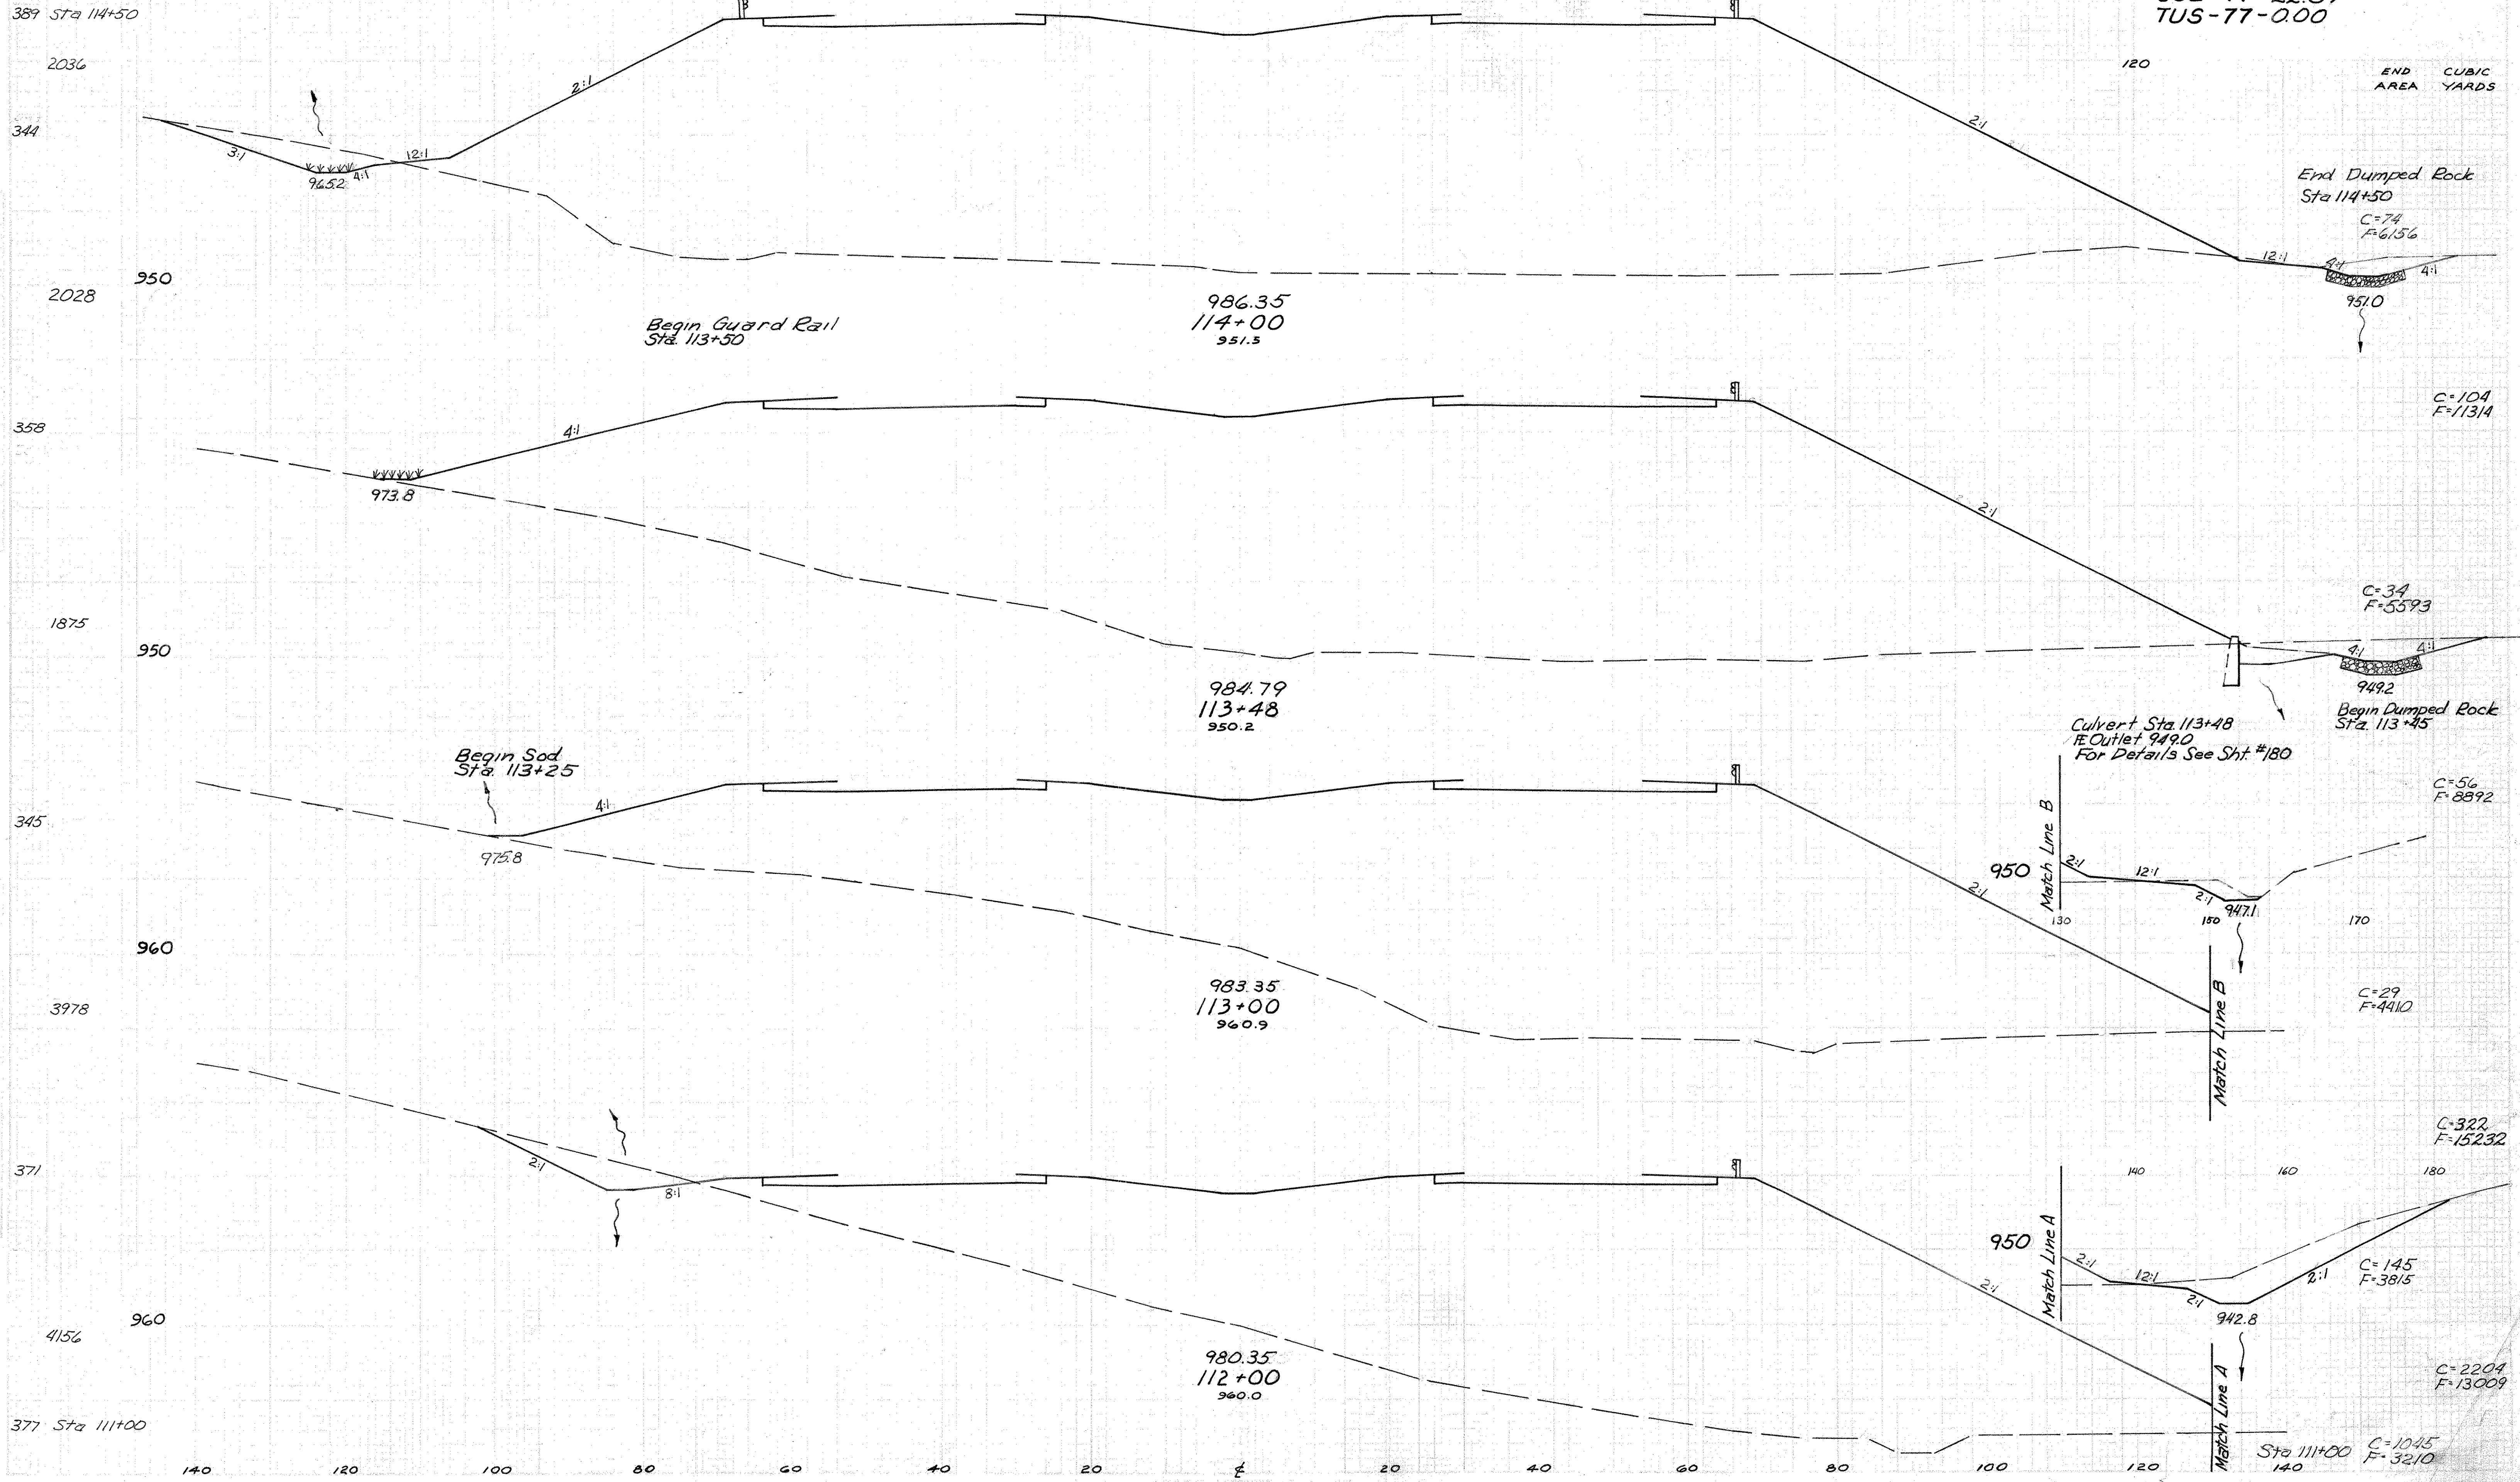 389 Sta 114+50
TUS-77-0.00
2036
120
END CUBIC
AREA YARDS
2:1
2:1
344
3:1
12:1
4:1
965.2
End Dumped Rock
Sta 114+50
C=74
F=6156
12:1
4:1
4:1
951.0
950
2028
986.35
114+00
951.5
Begin Guard Rail
Sta. 113+50
C=104
F=11314
358
4:1
973.8
2:1
C=34
F=5593
1875
950
4:1
4:1
949.2
984.79
113+48
950.2
Begin Dumped Rock
Sta. 113+45
Culvert Sta. 113+48
FE Outlet 949.0
For Details See Sht. #180
Begin Sod
Sta. 113+25
C=56
F=8892
345
4:1
975.8
Match Line B
950
2:1
12:1
2:1
947.1
130
150
170
2:1
960
983.35
113+00
960.9
3978
C=29
F=4410
Match Line B
C=322
F=15232
371
2:1
8:1
140
160
180
950
Match Line A
2:1
12:1
2:1
2:1
942.8
C=145
F=3815
2:1
960
4156
980.35
112+00
960.0
C=2204
F=13009
Match Line A
377 Sta 111+00
Sta 111+00
C=1045
F=3210
140 120 100 80 60 40 20 ℄ 20 40 60 80 100 120 140